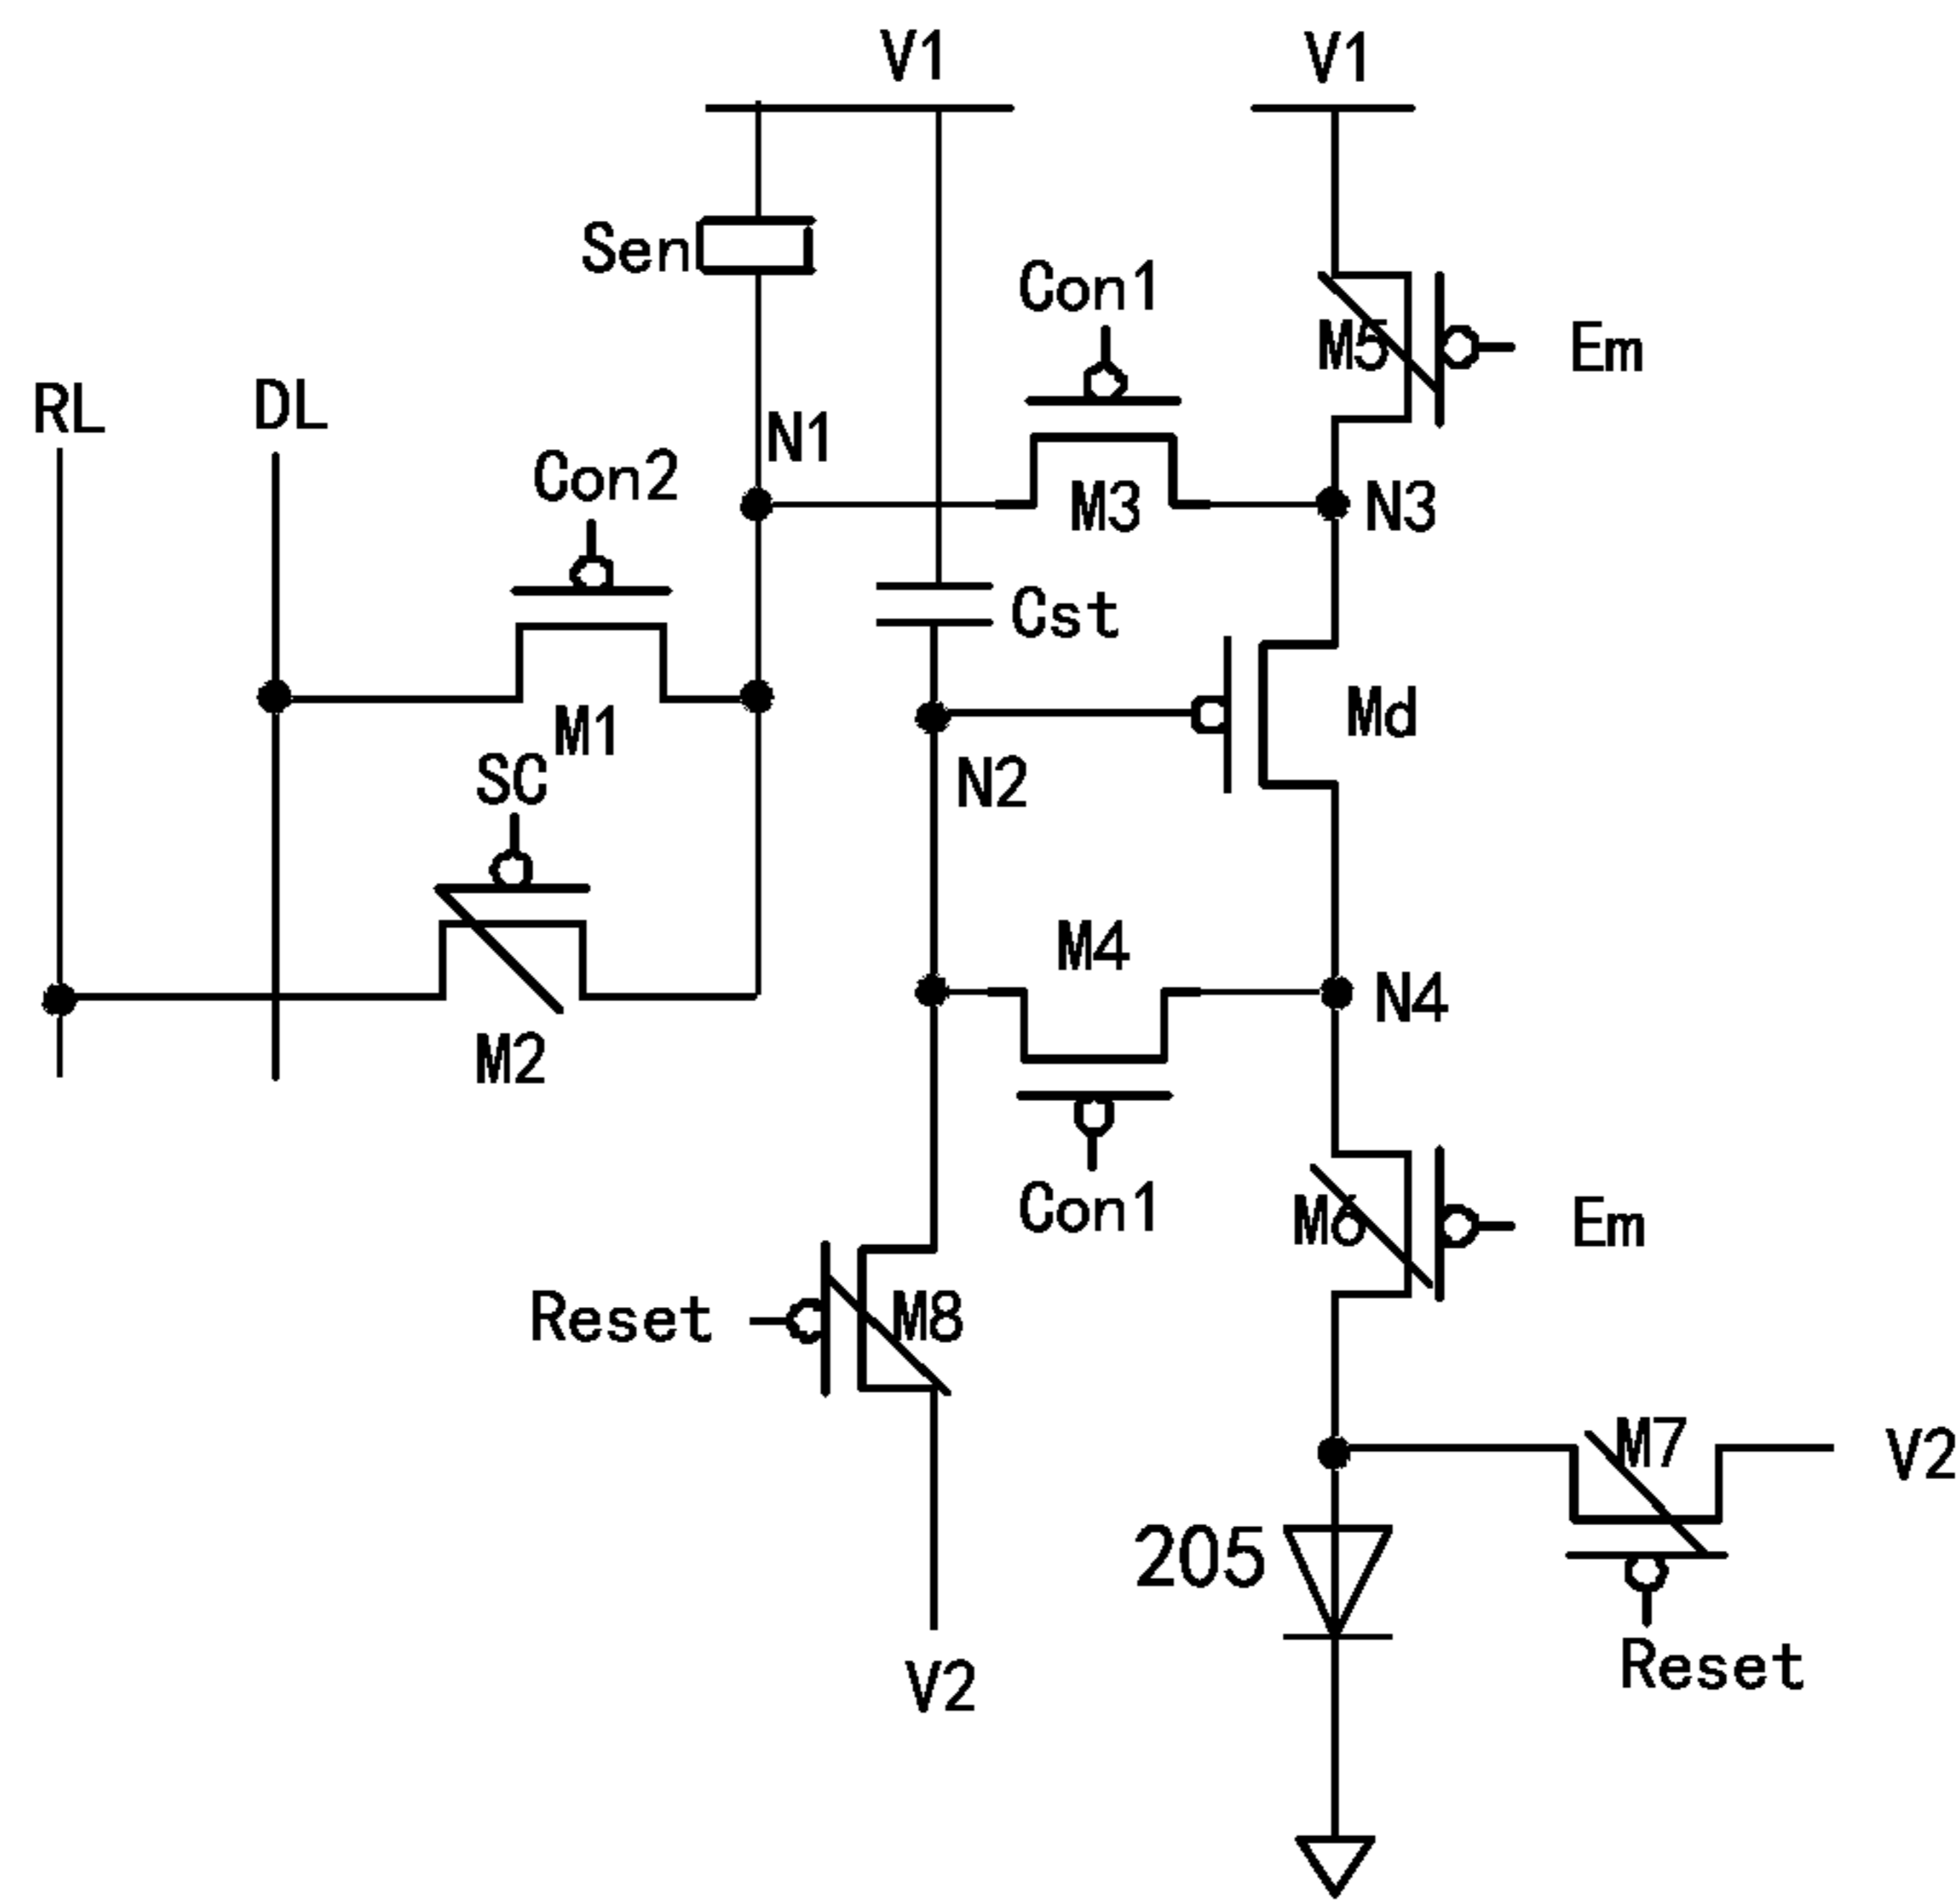 V1
V1
Sen
Con1
M5
Em
RL
DL
N1
Con2
M3
N3
Cst
M1
Md
SC
N2
M4
N4
M2
Con1
M6
Em
Reset
M8
M7
V2
205
Reset
V2